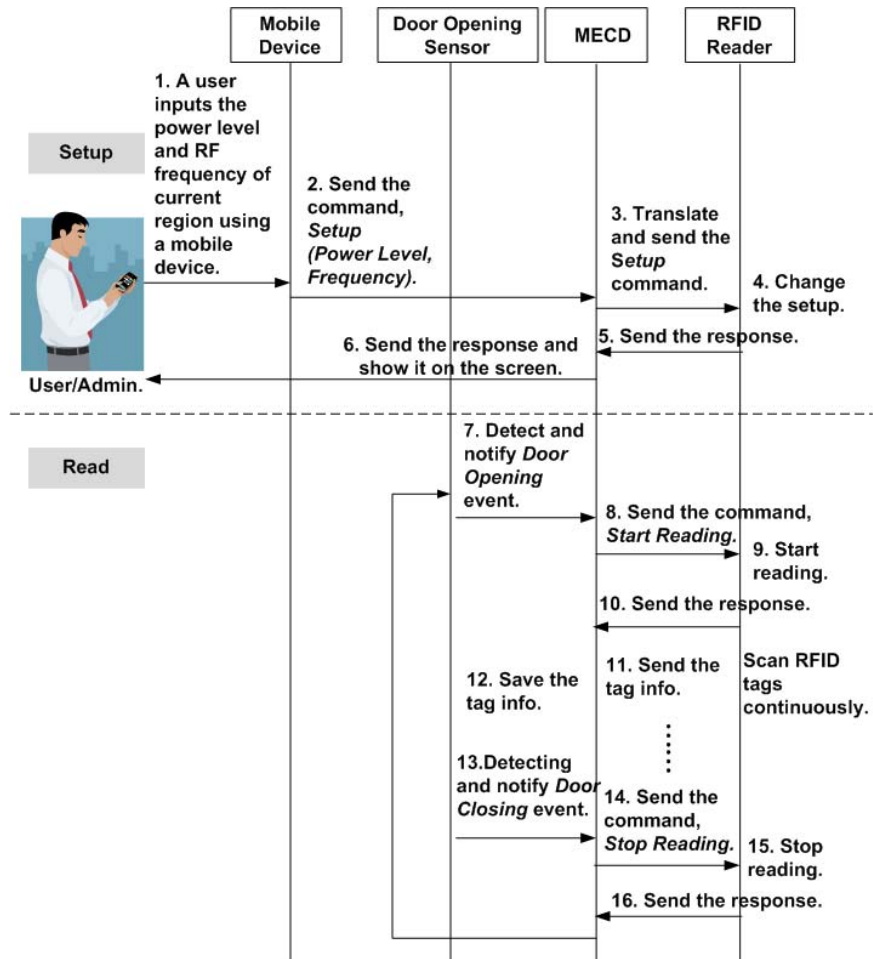 Mobile
Device
Door Opening
Sensor
MECD
RFID
Reader
1. A user
inputs the
power level
and RF
frequency of
current
region using
a mobile
device.
Setup
2. Send the
command,
Setup
(Power Level,
Frequency).
3. Translate
and send the
Setup
command.
4. Change
the setup.
5. Send the response.
6. Send the response and
show it on the screen.
User/Admin.
Read
7. Detect and
notify Door
Opening
event.
8. Send the command,
Start Reading.
9. Start
reading.
10. Send the response.
11. Send the
tag info.
Scan RFID
tags
continuously.
12. Save the
tag info.
13.Detecting
and notify Door
Closing event.
14. Send the
command,
Stop Reading.
15. Stop
reading.
16. Send the response.